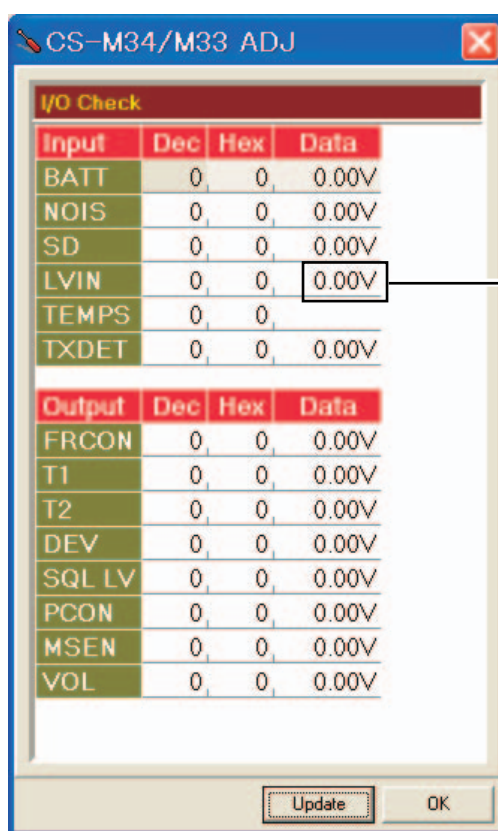 CS-M34/M33 ADJ
I/O Check
Input Dec Hex Data
BATT 0 0 0.00V
NOIS 0 0 0.00V
SD 0 0 0.00V
LVIN 0 0 0.00V
TEMPS 0 0
TXDET 0 0 0.00V
Output Dec Hex Data
FRCON 0 0 0.00V
T1 0 0 0.00V
T2 0 0 0.00V
DEV 0 0 0.00V
SQL LV 0 0 0.00V
PCON 0 0 0.00V
MSEN 0 0 0.00V
VOL 0 0 0.00V
Update OK